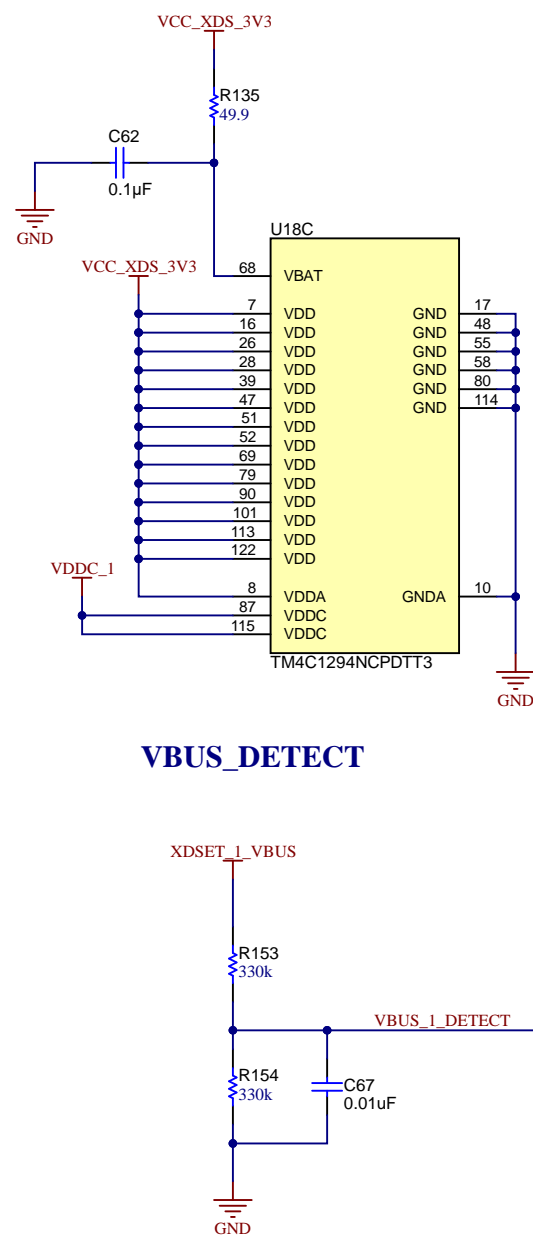 VCC_XDS_3V3
R135
49.9
C62
0.1µF
GND
U18C
VCC_XDS_3V3
68 VBAT
7 VDD GND 17
16 VDD GND 48
26 VDD GND 55
28 VDD GND 58
39 VDD GND 80
47 VDD GND 114
51 VDD
52 VDD
69 VDD
79 VDD
90 VDD
101 VDD
113 VDD
122 VDD
VDDC_1
8 VDDA GNDA 10
87 VDDC
115 VDDC
TM4C1294NCPDTT3
GND
VBUS_DETECT
XDSET_1_VBUS
R153
330k
VBUS_1_DETECT
R154
330k
C67
0.01uF
GND